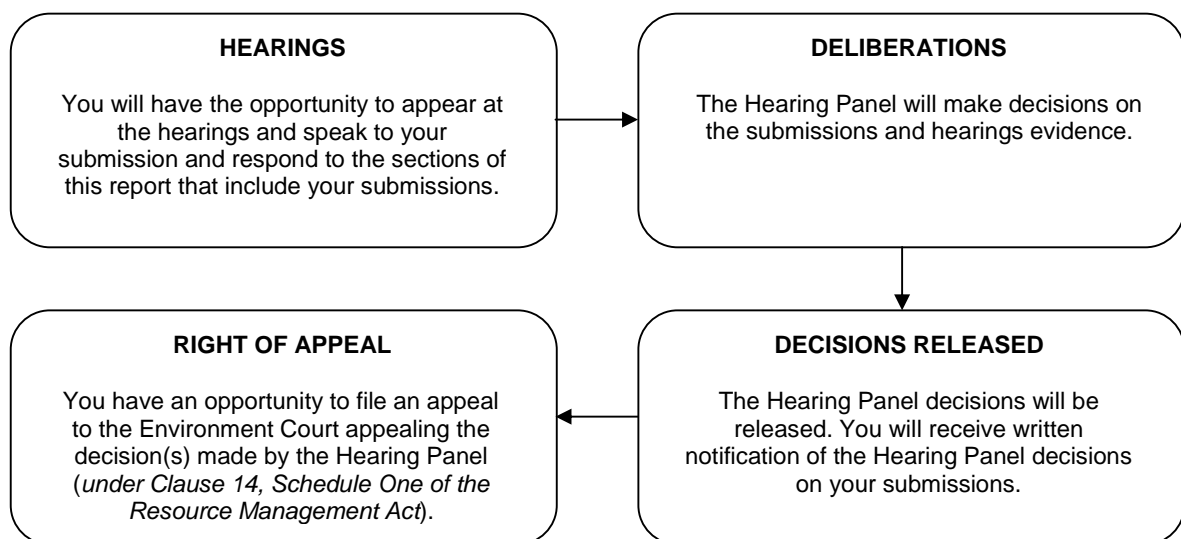 HEARINGS
You will have the opportunity to appear at
the hearings and speak to your
submission and respond to the sections of
this report that include your submissions.
DELIBERATIONS
The Hearing Panel will make decisions on
the submissions and hearings evidence.
DECISIONS RELEASED
The Hearing Panel decisions will be
released. You will receive written
notification of the Hearing Panel decisions
on your submissions.
RIGHT OF APPEAL
You have an opportunity to file an appeal
to the Environment Court appealing the
decision(s) made by the Hearing Panel
(under Clause 14, Schedule One of the
Resource Management Act).